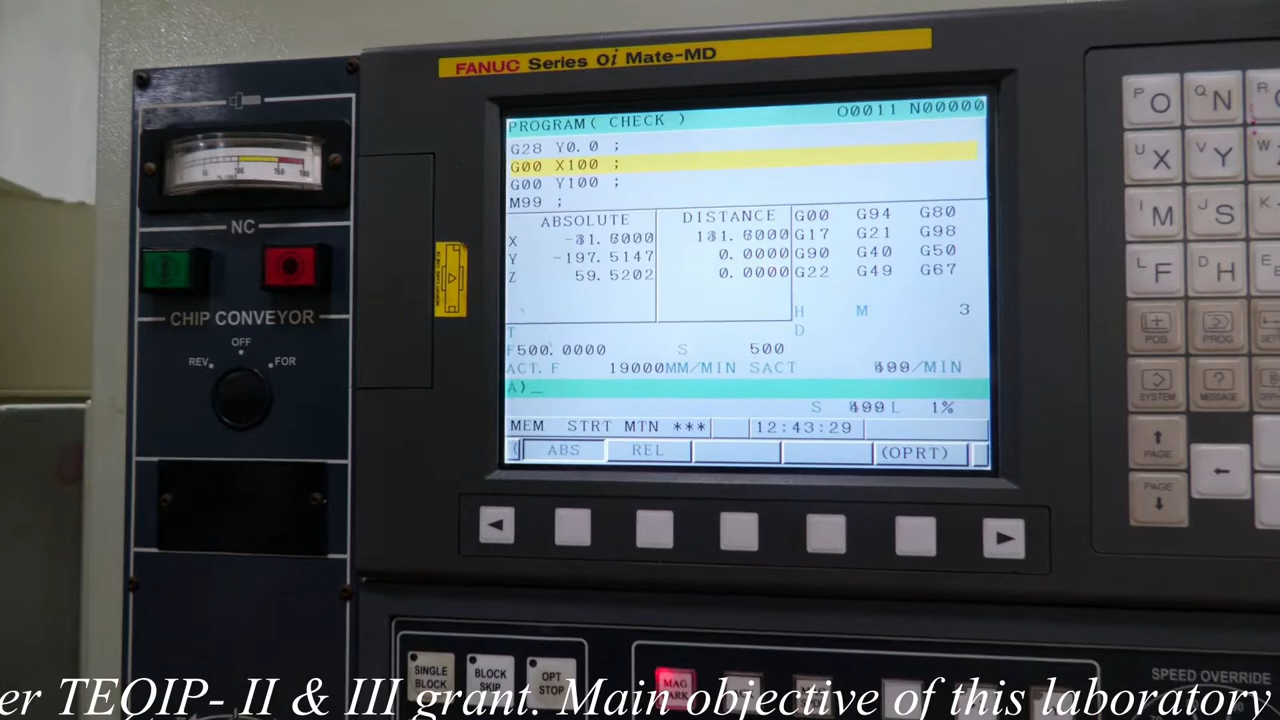 FANUC Series 0i Mate-MD
PROGRAM( CHECK )
O0011 N00000
G28 Y0.0 ;
G00 X100 ;
G00 Y100 ;
M99 ;
ABSOLUTE
DISTANCE
X
Y -197.5147
Z 59.5202
0.0000
0.0000
G00 G94 G80
G17 G21 G98
G90 G40 G50
G22 G49 G67
H M 3
D
T
F500.0000 S 500
ACT.F 19000MM/MIN SACT /MIN
A)_
S L 1%
MEM STRT MTN *** 12:43:29
ABS REL (OPRT)
NC
CHIP CONVEYOR
OFF
REV. FOR
P O
Q N
R
U X
V Y
W
I M
J S
K
L F
D H
E
POS
PROG
SYSTEM
MESSAGE
PAGE
PAGE
SINGLE BLOCK
BLOCK SKIP
OPT STOP
MAG
SPEED OVERRIDE
er TEQIP- II & III grant. Main objective of this laboratory